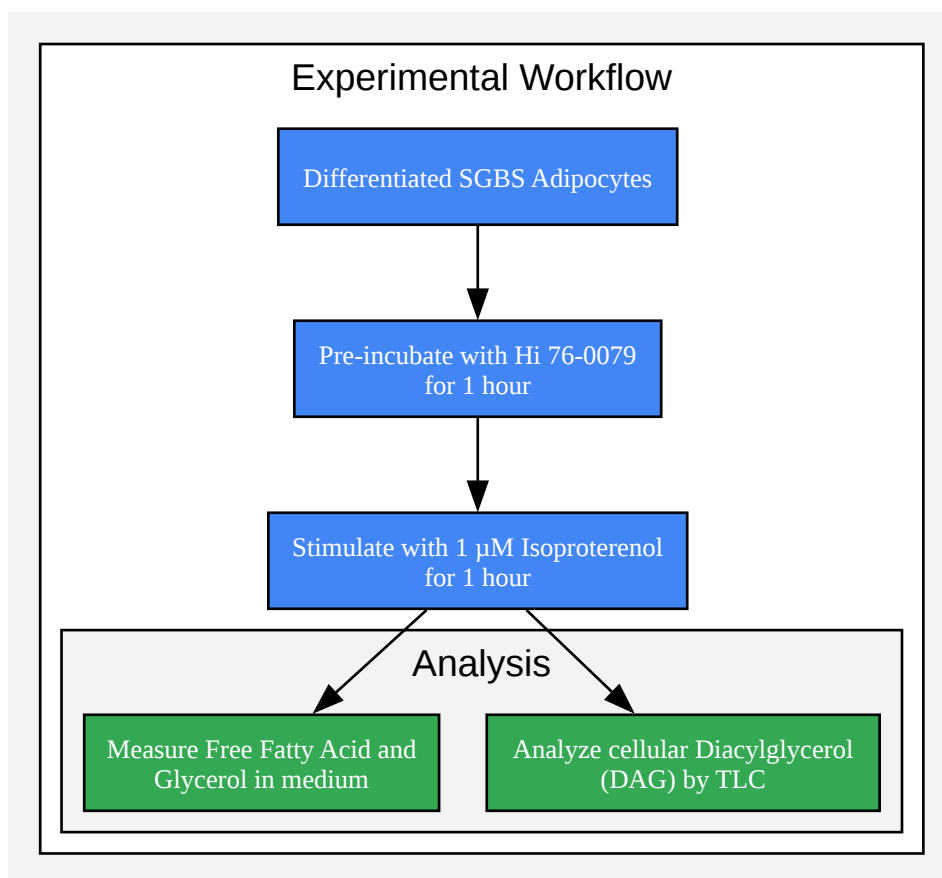 Experimental Workflow
Differentiated SGBS Adipocytes
Pre-incubate with Hi 76-0079
for 1 hour
Stimulate with 1 µM Isoproterenol
for 1 hour
Analysis
Measure Free Fatty Acid and
Glycerol in medium
Analyze cellular Diacylglycerol
(DAG) by TLC